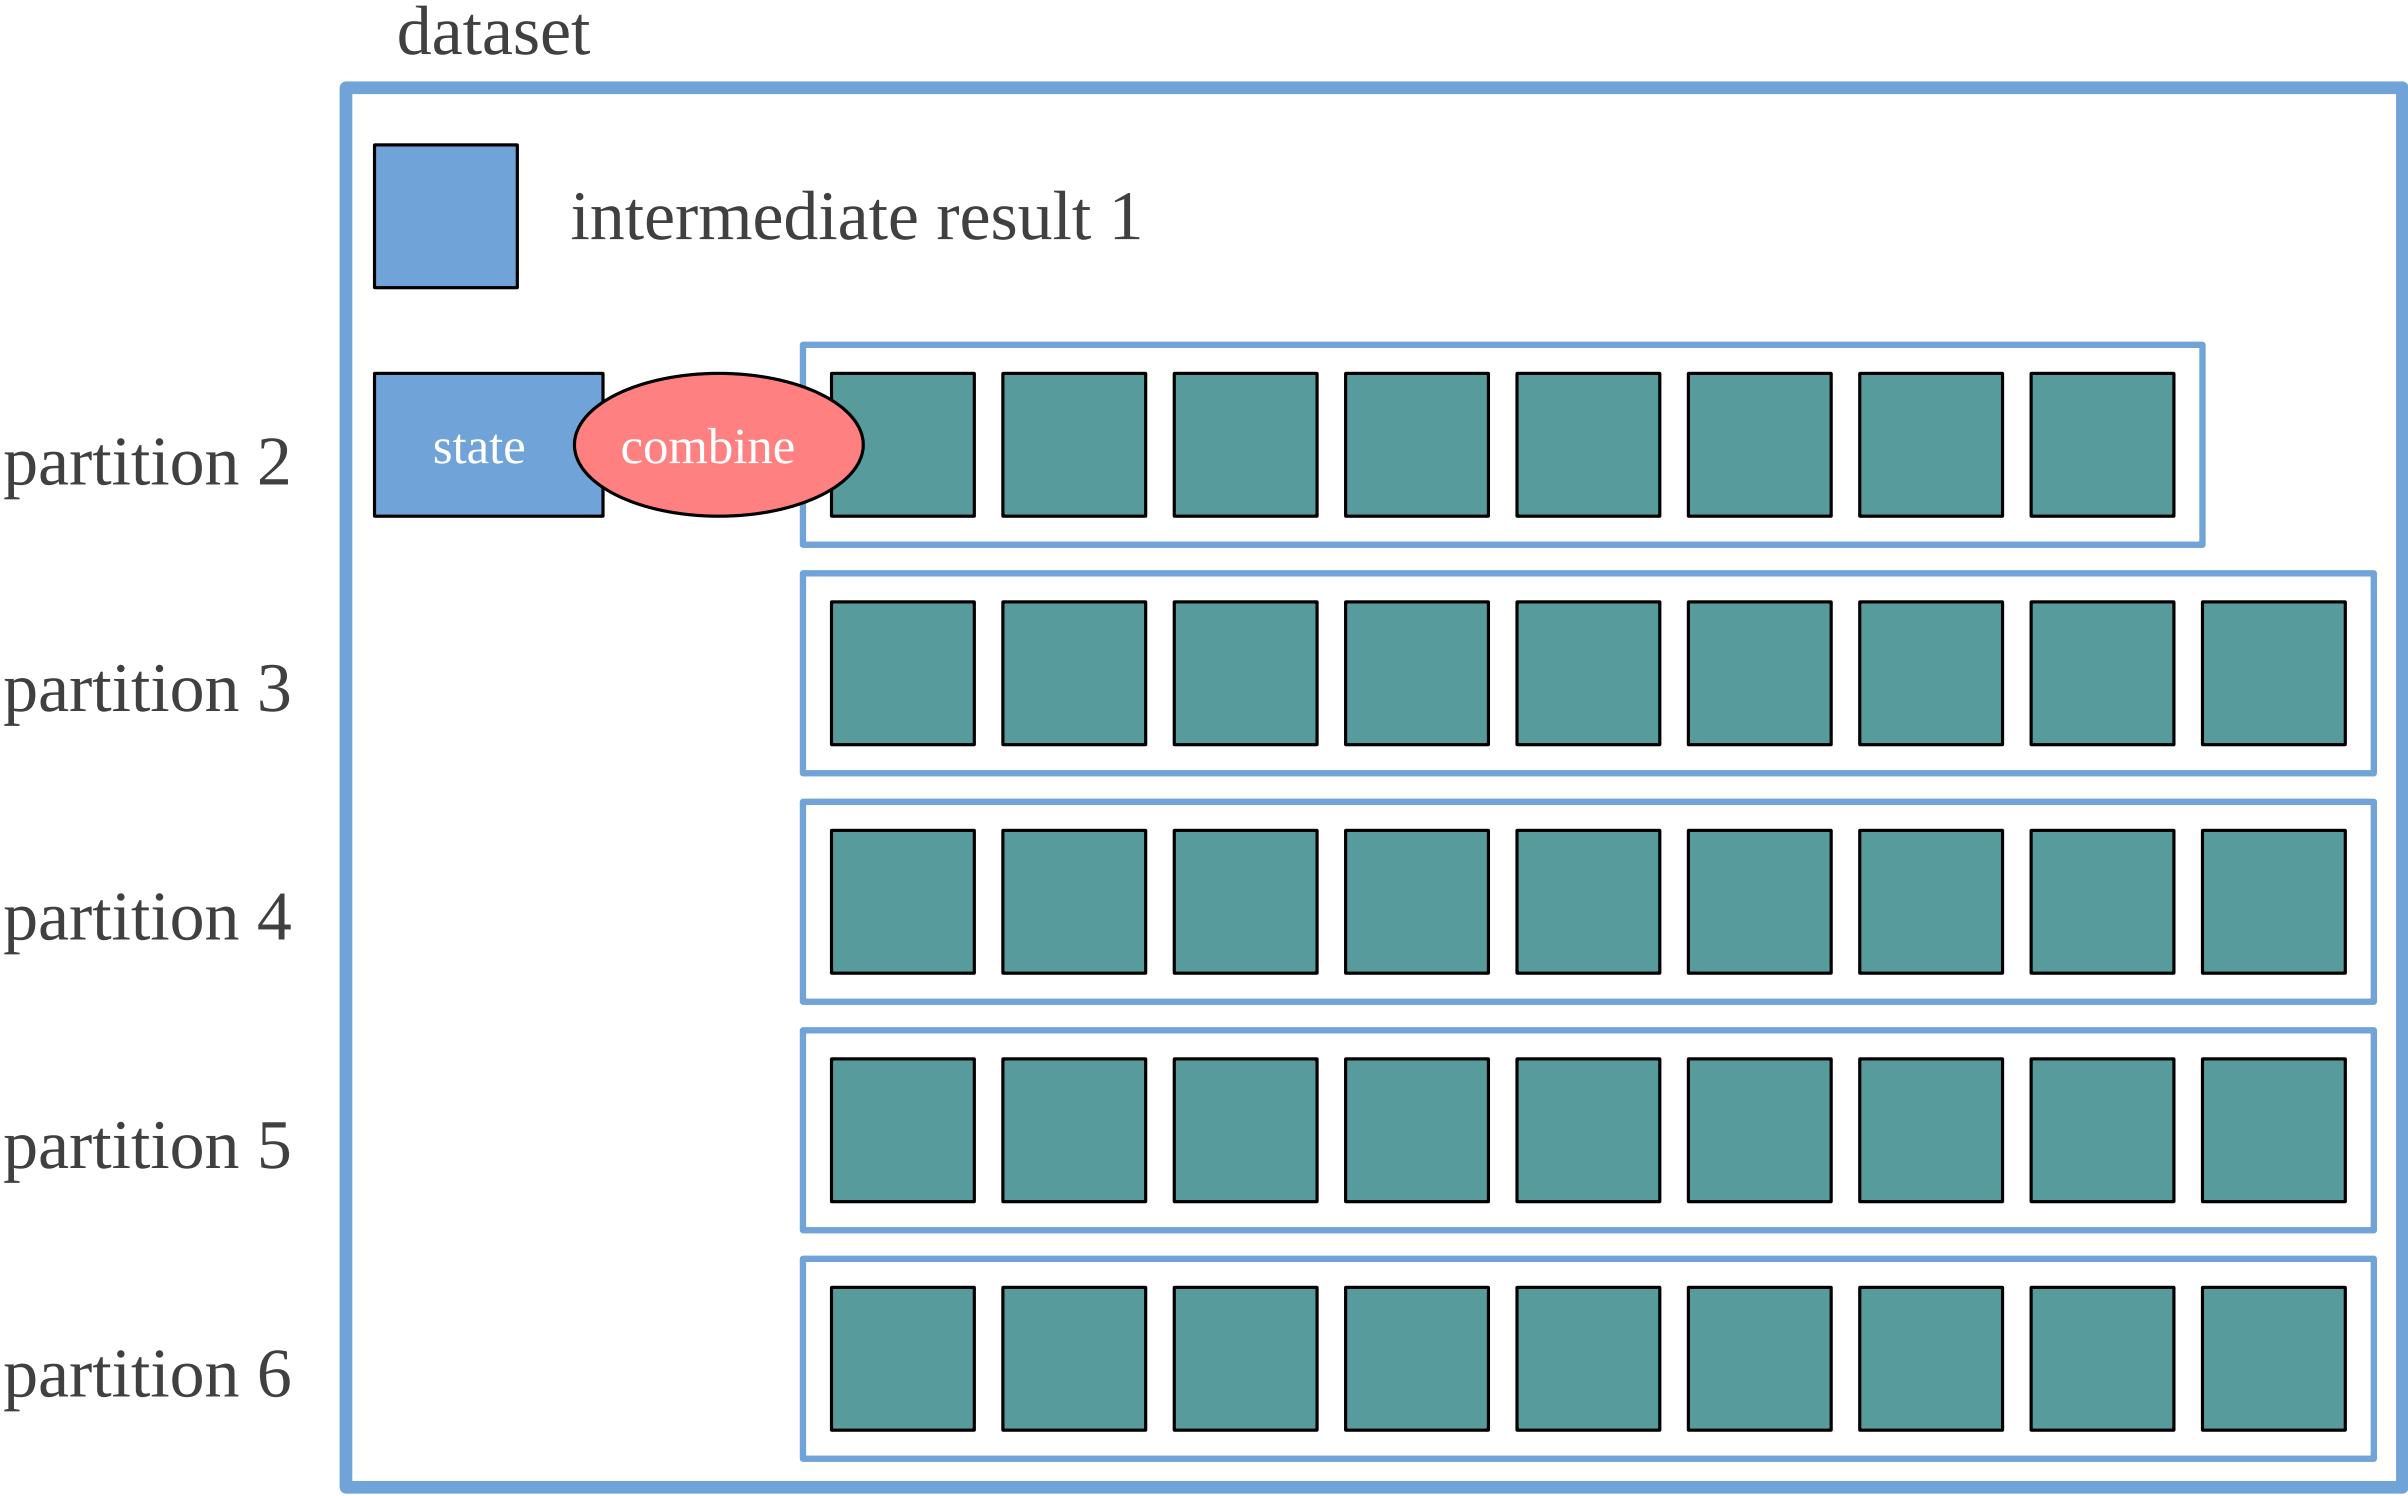 dataset
intermediate result 1
partition 2
state
combine
partition 3
partition 4
partition 5
partition 6